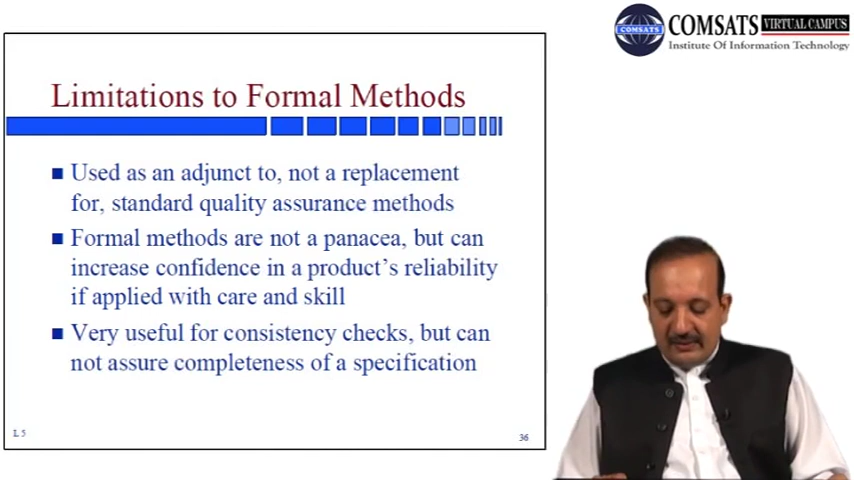 COMSATS
COMSATS VIRTUAL CAMPUS
Institute Of Information Technology
Limitations to Formal Methods
■ Used as an adjunct to, not a replacement
for, standard quality assurance methods
■ Formal methods are not a panacea, but can
increase confidence in a product's reliability
if applied with care and skill
■ Very useful for consistency checks, but can
not assure completeness of a specification
L 5
36